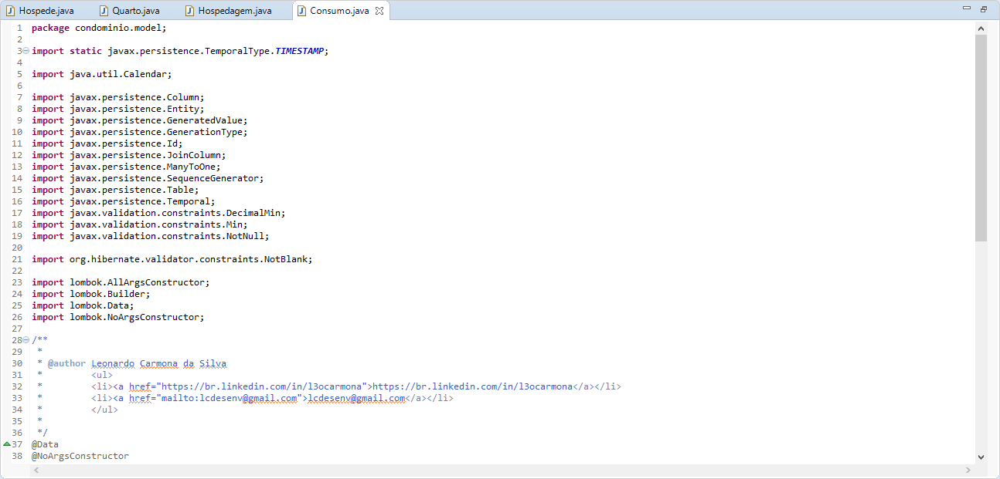 Hospede.java Quarto.java Hospedagem.java Consumo.java
1 package condominio.model;
2
3 import static javax.persistence.TemporalType.TIMESTAMP;
4
5 import java.util.Calendar;
6
7 import javax.persistence.Column;
8 import javax.persistence.Entity;
9 import javax.persistence.GeneratedValue;
10 import javax.persistence.GenerationType;
11 import javax.persistence.Id;
12 import javax.persistence.JoinColumn;
13 import javax.persistence.ManyToOne;
14 import javax.persistence.SequenceGenerator;
15 import javax.persistence.Table;
16 import javax.persistence.Temporal;
17 import javax.validation.constraints.DecimalMin;
18 import javax.validation.constraints.Min;
19 import javax.validation.constraints.NotNull;
20
21 import org.hibernate.validator.constraints.NotBlank;
22
23 import lombok.AllArgsConstructor;
24 import lombok.Builder;
25 import lombok.Data;
26 import lombok.NoArgsConstructor;
27
28 /**
29 *
30 * @author Leonardo Carmona da Silva
31 * <ul>
32 * <li><a href="https://br.linkedin.com/in/l3ocarmona">https://br.linkedin.com/in/l3ocarmona</a></li>
33 * <li><a href="mailto:lcdesenv@gmail.com">lcdesenv@gmail.com</a></li>
34 * </ul>
35 *
36 */
37 @Data
38 @NoArgsConstructor